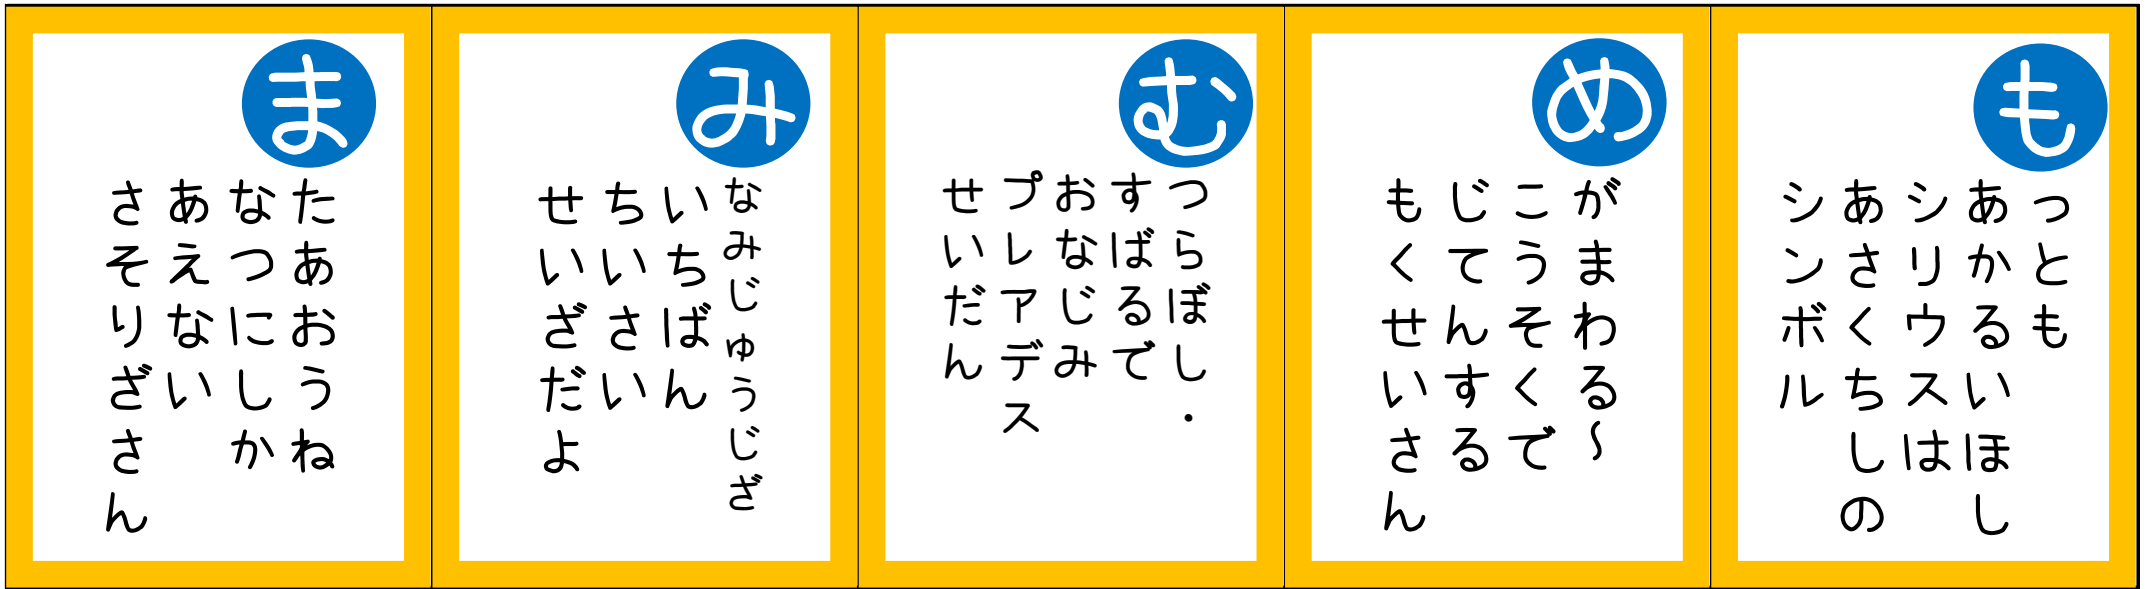 ま
たあおうね
なつにしか
あえない
さそりざさん
み
なみじゅうじざ
いちばん
ちいさい
せいざだよ
む
つらぼし・
すばるで
おなじみ
プレアデス
せいだん
め
がまわる～
こうそくで
じてんする
もくせいさん
も
っとも
あかるいほし
シリウスは
あさくちしの
シンボル